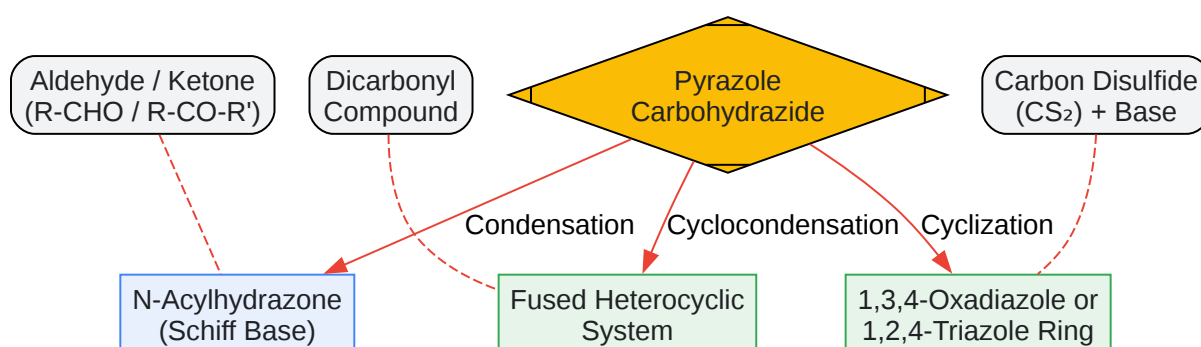 Aldehyde / Ketone
(R-CHO / R-CO-R')
Dicarbonyl
Compound
Pyrazole
Carbohydrazide
Carbon Disulfide
(CS₂) + Base
Condensation
Cyclocondensation
Cyclization
N-Acylhydrazone
(Schiff Base)
Fused Heterocyclic
System
1,3,4-Oxadiazole or
1,2,4-Triazole Ring